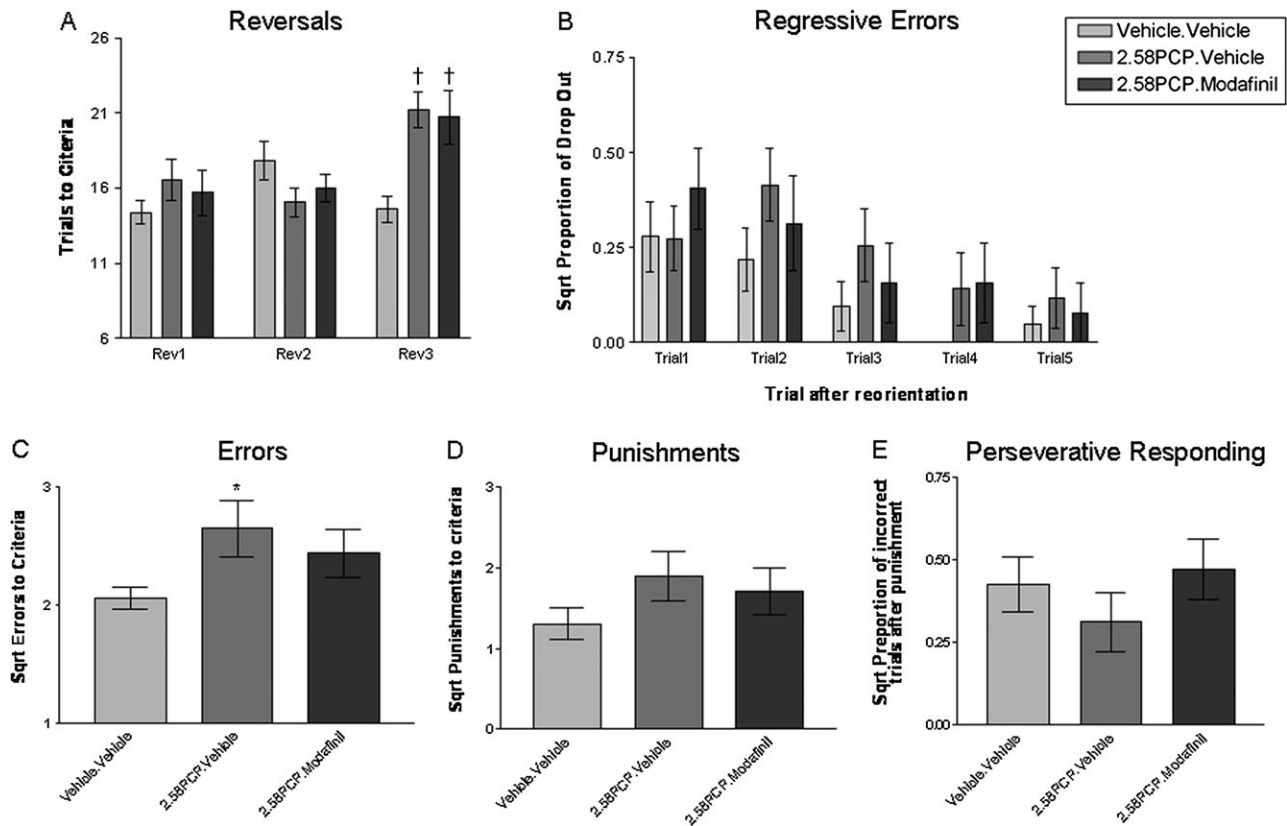 A
Reversals
26
21
16
11
6
Trials to Citeria
† †
Rev1 Rev2 Rev3
B
Regressive Errors
0.75
0.50
0.25
0.00
Sqrt Proportion of Drop Out
Trial1 Trial2 Trial3 Trial4 Trial5
Trial after reorientation
Vehicle.Vehicle
2.58PCP.Vehicle
2.58PCP.Modafinil
C
Errors
3
2
1
Sqrt Errors to Criteria
*
Vehicle.Vehicle
2.58PCP.Vehicle
2.58PCP.Modafinil
D
Punishments
3
2
1
0
Sqrt Punishments to criteria
Vehicle.Vehicle
2.58PCP.Vehicle
2.58PCP.Modafinil
E
Perseverative Responding
0.75
0.50
0.25
0.00
Sqrt Preportion of incorrect
trials after punishment
Vehicle.Vehicle
2.58PCP.Vehicle
2.58PCP.Modafinil